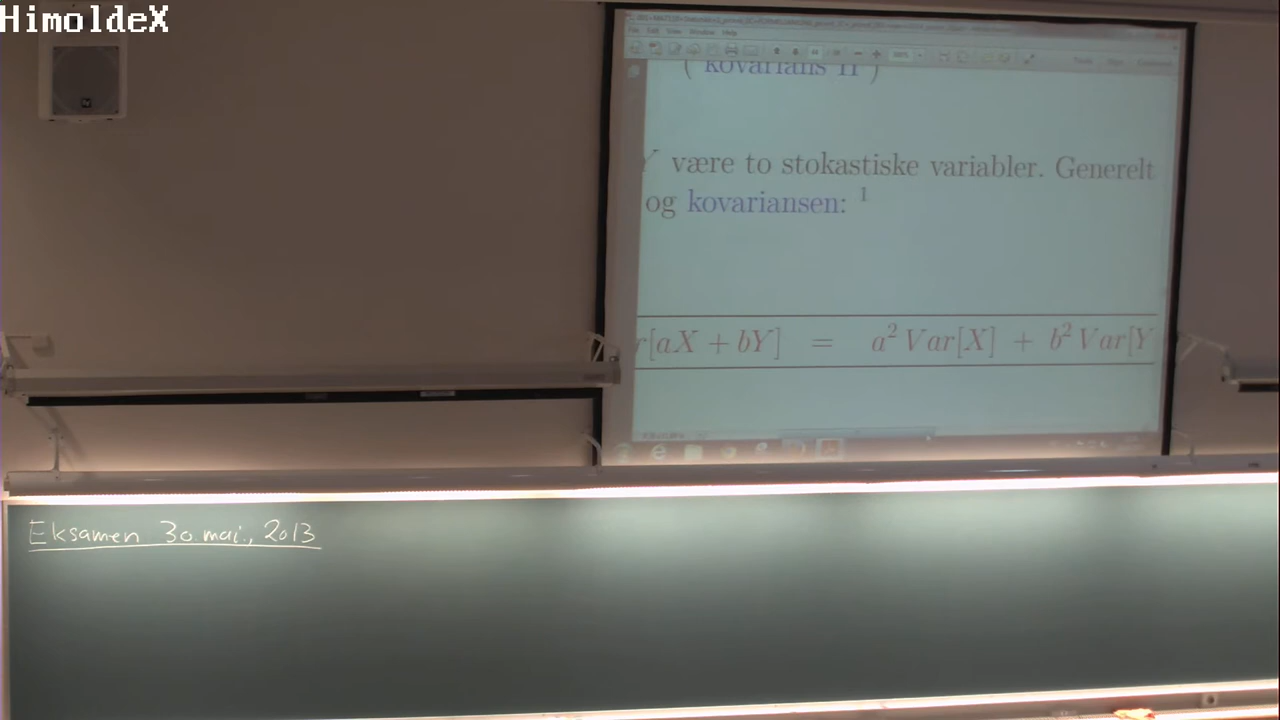 HimoldeX
( kovarians II )
Y være to stokastiske variabler. Generelt
og kovariansen: 1
r[aX + bY] = a² Var[X] + b² Var[Y
Eksamen 30. mai., 2013